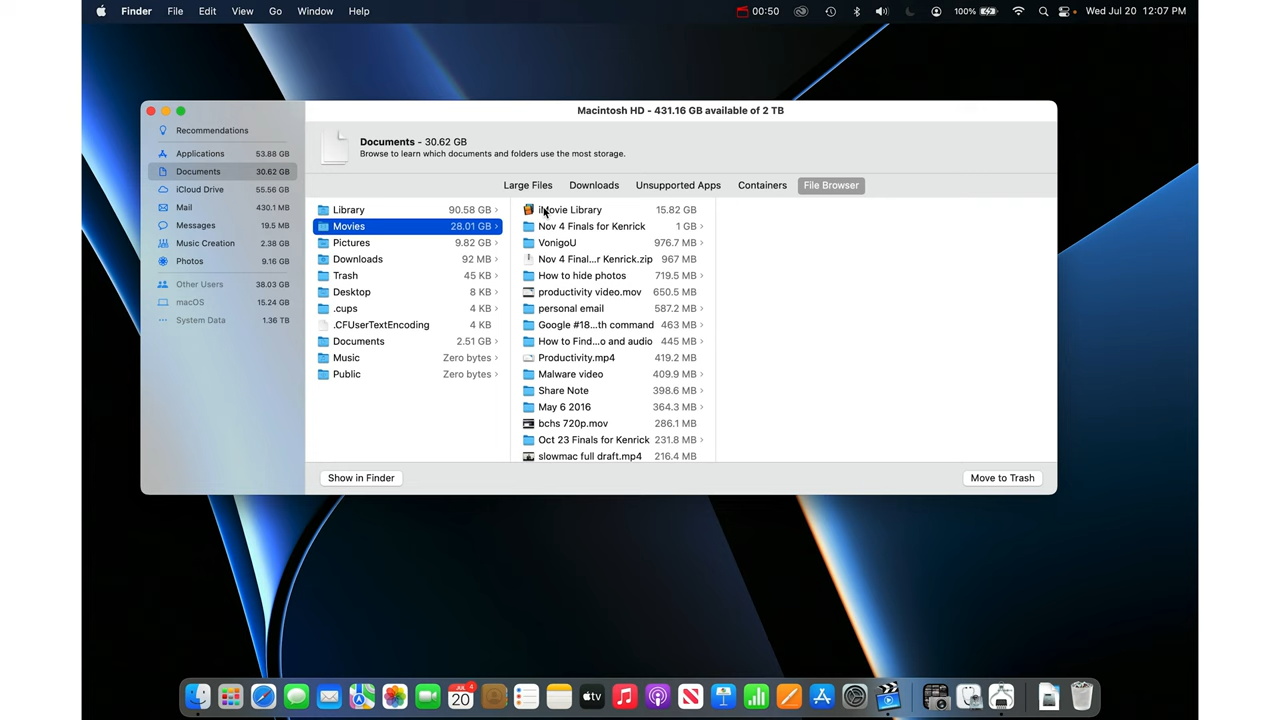 Finder File Edit View Go Window Help 00:50 100% Wed Jul 20 12:07 PM
Macintosh HD - 431.16 GB available of 2 TB
Recommendations
Applications 53.88 GB
Documents 30.62 GB
iCloud Drive 55.56 GB
Mail 430.1 MB
Messages 19.5 MB
Music Creation 2.38 GB
Photos 9.16 GB
Other Users 38.03 GB
macOS 15.24 GB
System Data 1.36 TB
Documents - 30.62 GB
Browse to learn which documents and folders use the most storage.
Large Files Downloads Unsupported Apps Containers File Browser
Library 90.58 GB
Movies 28.01 GB
Pictures 9.82 GB
Downloads 92 MB
Trash 45 KB
Desktop 8 KB
.cups 4 KB
.CFUserTextEncoding 4 KB
Documents 2.51 GB
Music Zero bytes
Public Zero bytes
iMovie Library 15.82 GB
Nov 4 Finals for Kenrick 1 GB
VonigoU 976.7 MB
Nov 4 Final...r Kenrick.zip 967 MB
How to hide photos 719.5 MB
productivity video.mov 650.5 MB
personal email 587.2 MB
Google #18...th command 463 MB
How to Find...o and audio 445 MB
Productivity.mp4 419.2 MB
Malware video 409.9 MB
Share Note 398.6 MB
May 6 2016 364.3 MB
bchs 720p.mov 286.1 MB
Oct 23 Finals for Kenrick 231.8 MB
slowmac full draft.mp4 216.4 MB
Show in Finder Move to Trash
JUL 4
20
tv